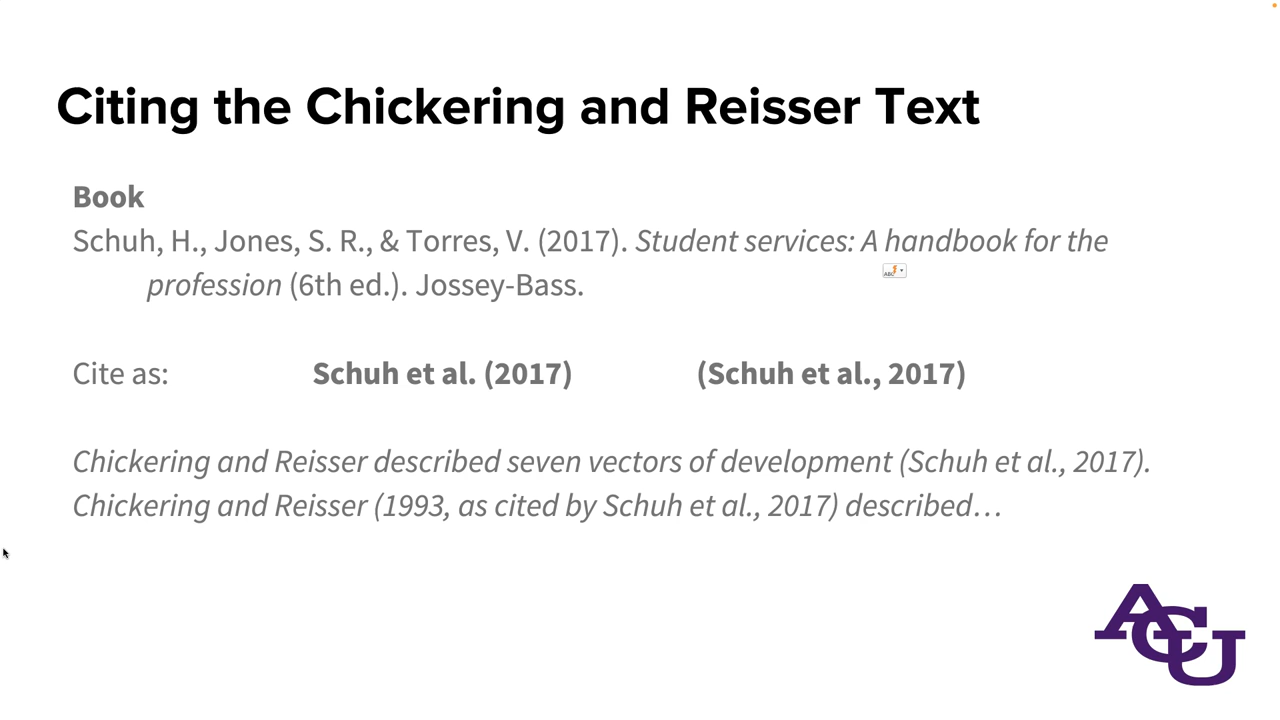 Citing the Chickering and Reisser Text
Book
Schuh, H., Jones, S. R., & Torres, V. (2017). Student services: A handbook for the
profession (6th ed.). Jossey-Bass.
Cite as: Schuh et al. (2017) (Schuh et al., 2017)
Chickering and Reisser described seven vectors of development (Schuh et al., 2017).
Chickering and Reisser (1993, as cited by Schuh et al., 2017) described…
ABC
ACU